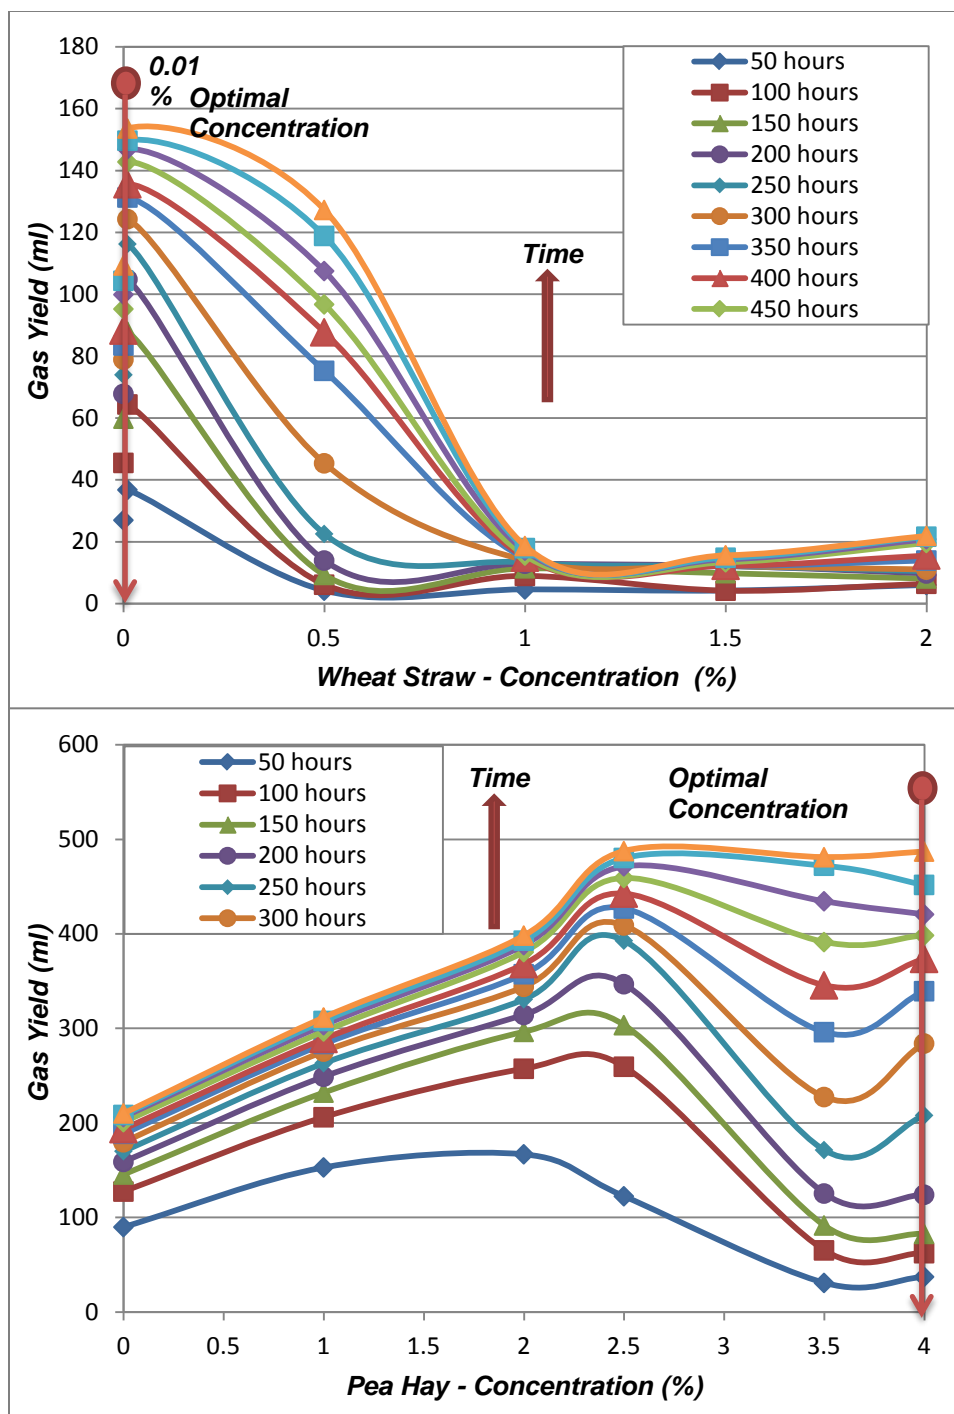 180
160
140
120
100
80
60
40
20
0
Gas Yield (ml)
0.01
% Optimal
Concentration
Time
50 hours
100 hours
150 hours
200 hours
250 hours
300 hours
350 hours
400 hours
450 hours
0 0.5 1 1.5 2
Wheat Straw - Concentration (%)
600
500
400
300
200
100
0
Gas Yield (ml)
50 hours
100 hours
150 hours
200 hours
250 hours
300 hours
Time
Optimal
Concentration
0 0.5 1 1.5 2 2.5 3 3.5 4
Pea Hay - Concentration (%)